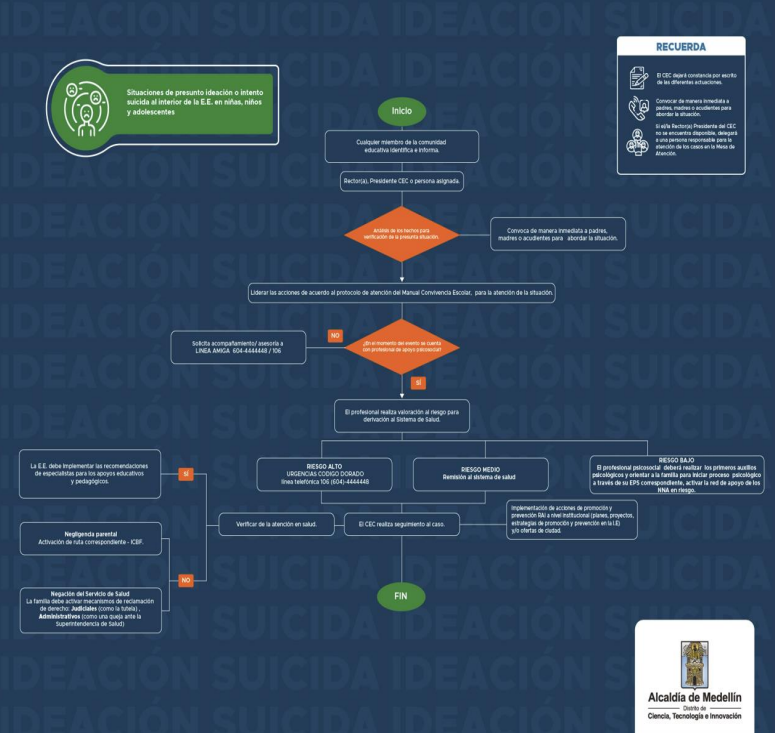 IDEACIÓN SUICIDA IDEACIÓN SUICIDA
RECUERDA
El CEC dejará constancia por escrito
de las diferentes actuaciones.
Convocar de manera inmediata a
padres, madres o acudientes para
abordar la situación.
Si el/la Rector(a) Presidente del CEC
no se encuentra disponible, delegará
a una persona responsable para la
atención de los casos en la Mesa de
Atención.
Situaciones de presunto ideación o intento
suicida al interior de la E.E. en niñas, niños
y adolescentes
Inicio
Cualquier miembro de la comunidad
educativa identifica e informa.
Rector(a), Presidente CEC o persona asignada.
Análisis de los hechos para
verificación de la presunta situación.
Convoca de manera inmediata a padres,
madres o acudientes para abordar la situación.
Liderar las acciones de acuerdo al protocolo de atención del Manual Convivencia Escolar, para la atención de la situación.
NO
Solicita acompañamiento/ asesoría a
LINEA AMIGA 604-4444448 / 106
¿En el momento del evento se cuenta
con profesional de apoyo psicosocial?
SÍ
El profesional realiza valoración al riesgo para
derivación al Sistema de Salud.
RIESGO ALTO
URGENCIAS CODIGO DORADO
línea telefónica 106 (604)-4444448
RIESGO MEDIO
Remisión al sistema de salud
RIESGO BAJO
El profesional psicosocial deberá realizar los primeros auxilios
psicológicos y orientar a la familia para iniciar proceso psicológico
a través de su EPS correspondiente, activar la red de apoyo de los
NNA en riesgo.
La E.E. debe implementar las recomendaciones
de especialistas para los apoyos educativos
y pedagógicos.
SÍ
Verificar de la atención en salud.
El CEC realiza seguimiento al caso.
Implementación de acciones de promoción y
prevención RAI a nivel institucional (planes, proyectos,
estrategias de promoción y prevención en la I.E)
y/o ofertas de ciudad.
Negligenda parental
Activación de ruta correspondiente - ICBF.
NO
Negación del Servicio de Salud
La familia debe activar mecanismos de reclamación
de derecho: Judiciales (como la tutela) ,
Administrativos (como una queja ante la
Superintendencia de Salud)
FIN
Alcaldía de Medellín
Distrito de
Ciencia, Tecnología e Innovación